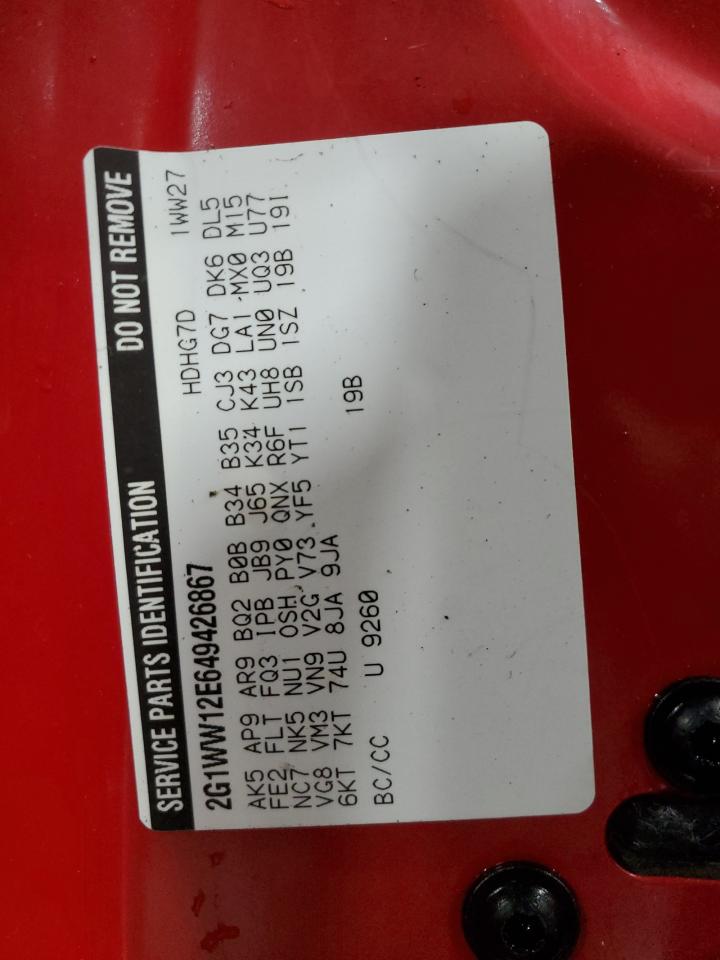 SERVICE PARTS IDENTIFICATION DO NOT REMOVE
2G1WW12E649426867 HDHG7D 1WW27
AK5 AP9 AR9 BQ2 B0B B34 B35 CJ3 DG7 DK6 DL5
FE2 FLT FQ3 IPB JB9 J65 K34 K43 LA1 MX0 M15
NC7 NK5 NU1 OSH PY0 QNX R6F UH8 UN0 UQ3 U77
VG8 VM3 VN9 V2G V73 YF5 YT1 1SB 1SZ 19B 19I
6KT 7KT 74U 8JA 9JA
BC/CC U 9260 19B